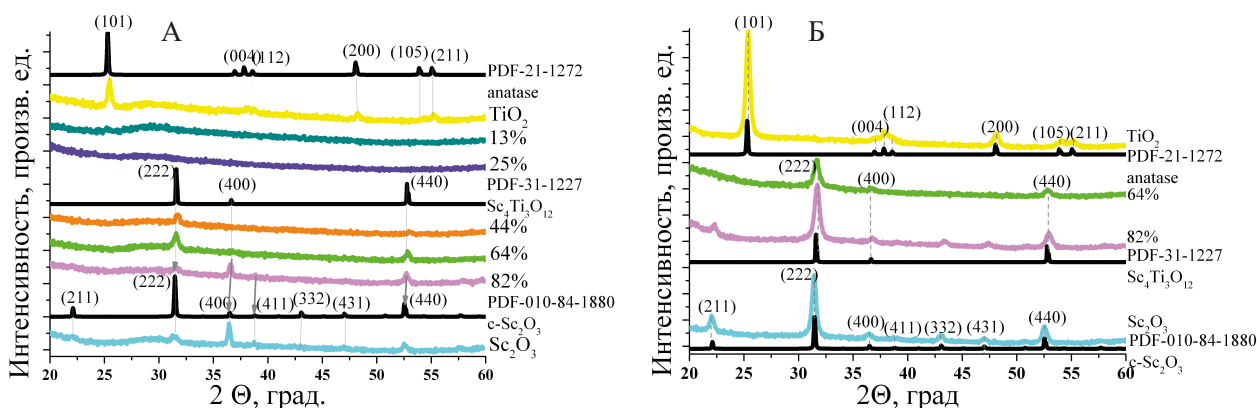 А
Интенсивность, произв. ед.
(101)
(004)
(112)
(200)
(105)
(211)
PDF-21-1272
anatase
TiO₂
13%
25%
(222)
(400)
(440)
PDF-31-1227
Sc₄Ti₃O₁₂
44%
64%
82%
(211)
(222)
(400)
(411)
(332)
(431)
(440)
PDF-010-84-1880
c-Sc₂O₃
Sc₂O₃
20 25 30 35 40 45 50 55 60
2 Θ, град.
Б
Интенсивность, произв. ед.
(101)
(004)
(112)
(200)
(105)
(211)
TiO₂
PDF-21-1272
anatase
(222)
(400)
(440)
64%
82%
PDF-31-1227
Sc₄Ti₃O₁₂
(211)
(222)
(400)
(411)
(332)
(431)
(440)
Sc₂O₃
PDF-010-84-1880
c-Sc₂O₃
20 25 30 35 40 45 50 55 60
2Θ, град